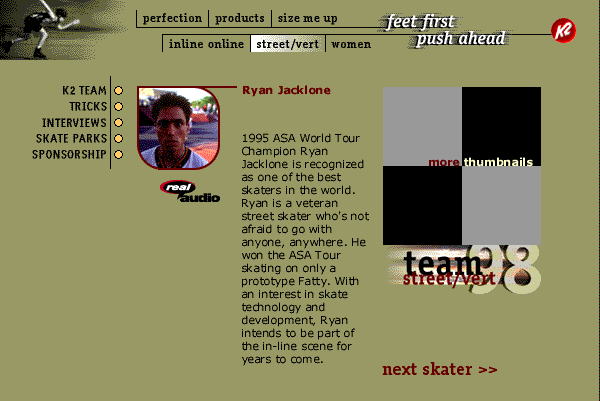 perfection products size me up
feet first
push ahead
K2
inline online street/vert women
K2 TEAM
TRICKS
INTERVIEWS
SKATE PARKS
SPONSORSHIP
real
audio
Ryan Jacklone
1995 ASA World Tour
Champion Ryan
Jacklone is recognized
as one of the best
skaters in the world.
Ryan is a veteran
street skater who's not
afraid to go with
anyone, anywhere. He
won the ASA Tour
skating on only a
prototype Fatty. With
an interest in skate
technology and
development, Ryan
intends to be part of
the in-line scene for
years to come.
more thumbnails
team 98
street/vert
next skater >>